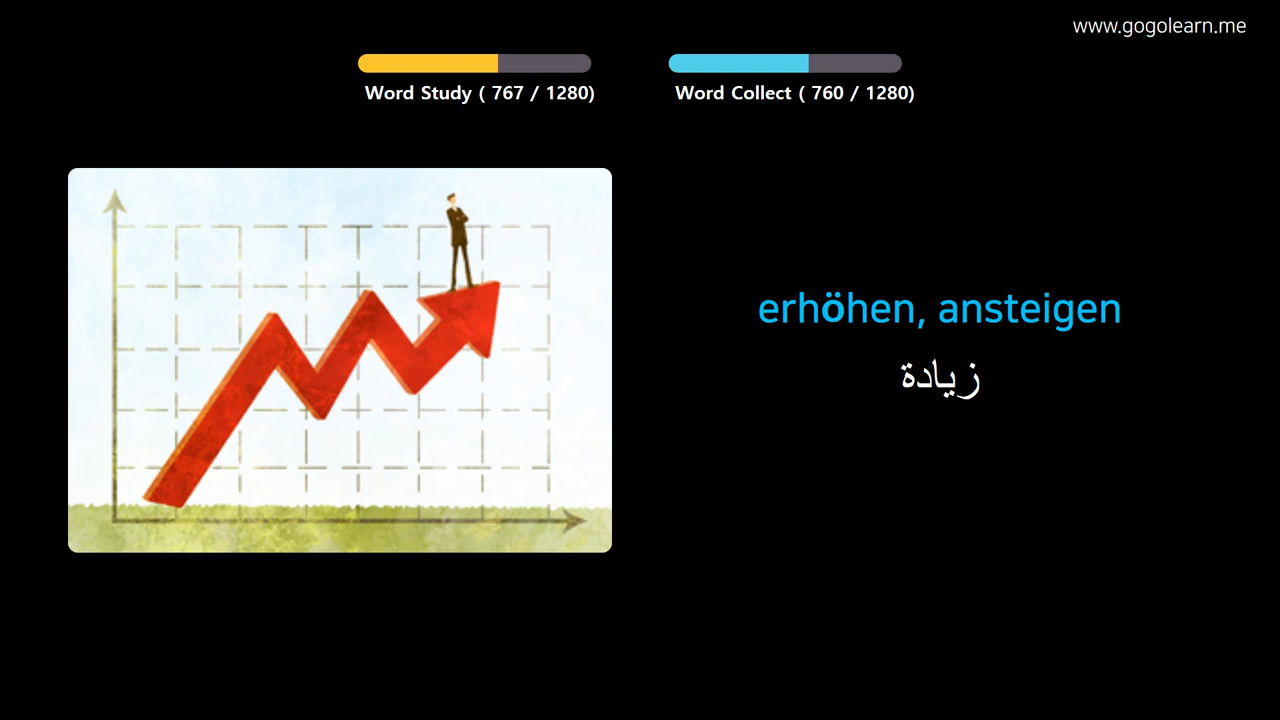 www.gogolearn.me
Word Study ( 767 / 1280)
Word Collect ( 760 / 1280)
erhöhen, ansteigen
زيادة